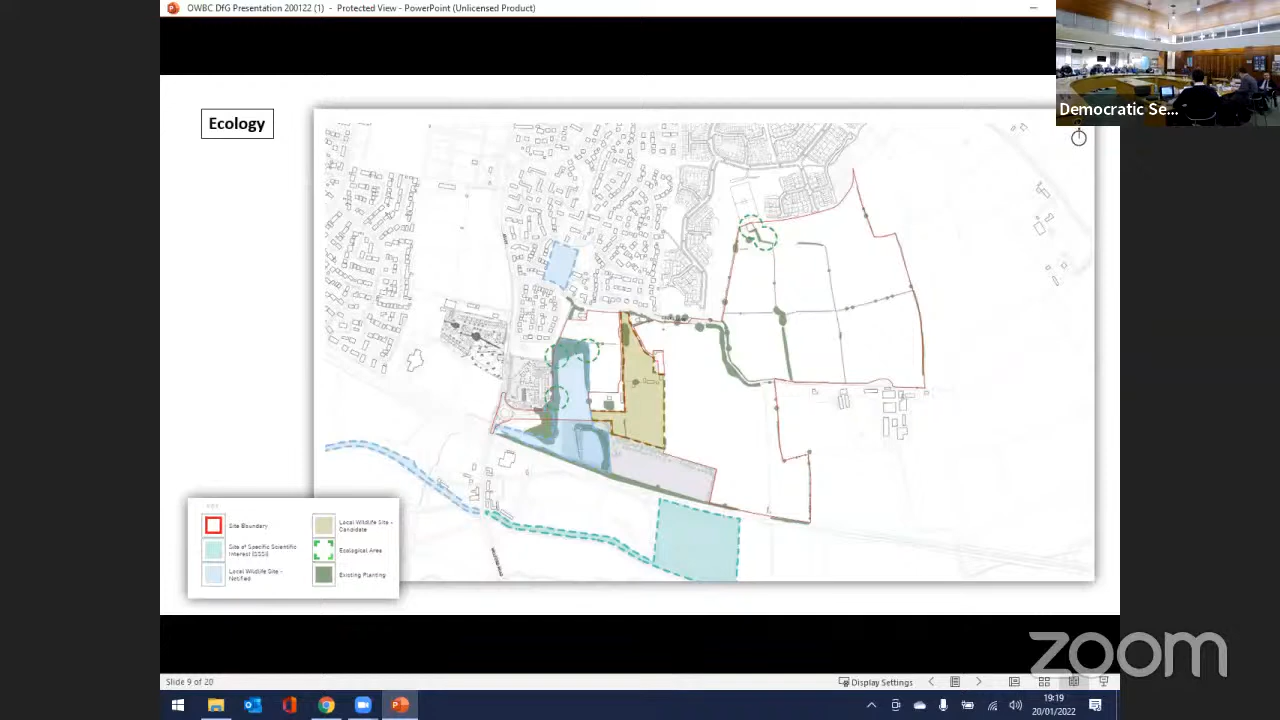 OWBC DfG Presentation 200122 (1) - Protected View - PowerPoint (Unlicensed Product)
Democratic Se...
Ecology
Site Boundary
Site of Specific Scientific
Interest (SSSI)
Local Wildlife Site -
Notified
Local Wildlife Site -
Candidate
Ecological Area
Existing Planting
zoom
Slide 9 of 20
Display Settings
19:19
20/01/2022